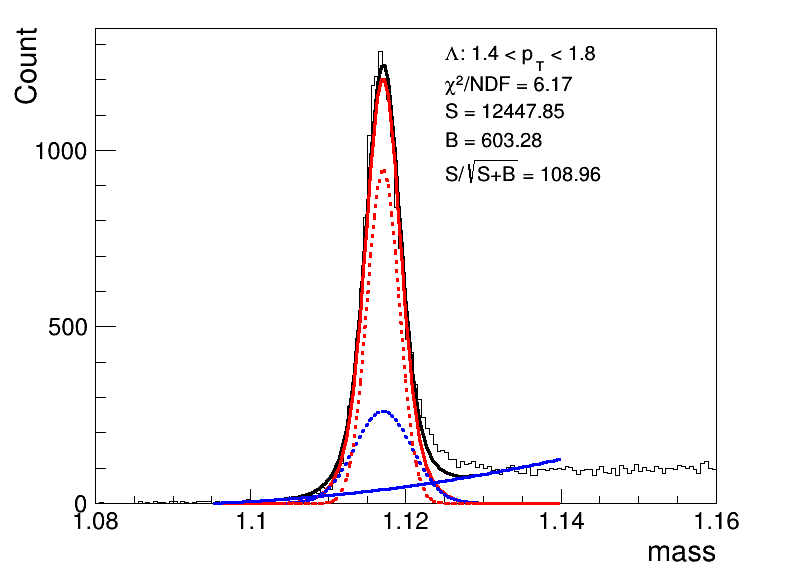 Count
Λ: 1.4 < pT < 1.8
χ²/NDF = 6.17
S = 12447.85
B = 603.28
S/√S+B = 108.96
1000
500
0
1.08 1.1 1.12 1.14 1.16
mass